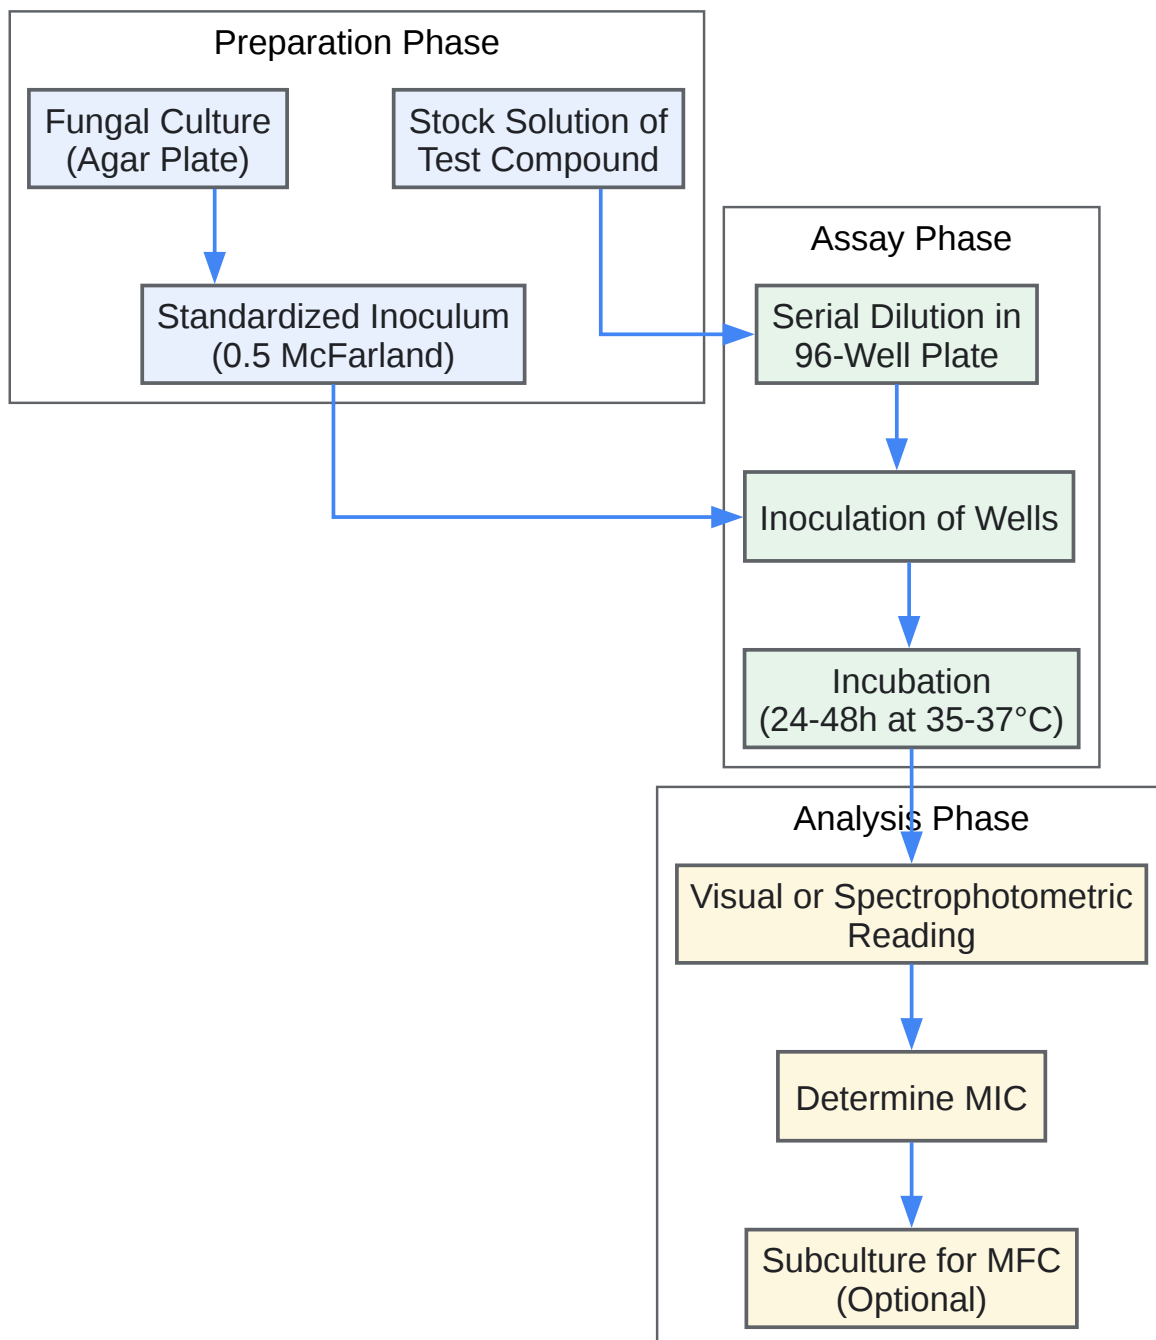 Preparation Phase
Fungal Culture
(Agar Plate)
Stock Solution of
Test Compound
Standardized Inoculum
(0.5 McFarland)
Assay Phase
Serial Dilution in
96-Well Plate
Inoculation of Wells
Incubation
(24-48h at 35-37°C)
Analysis Phase
Visual or Spectrophotometric
Reading
Determine MIC
Subculture for MFC
(Optional)